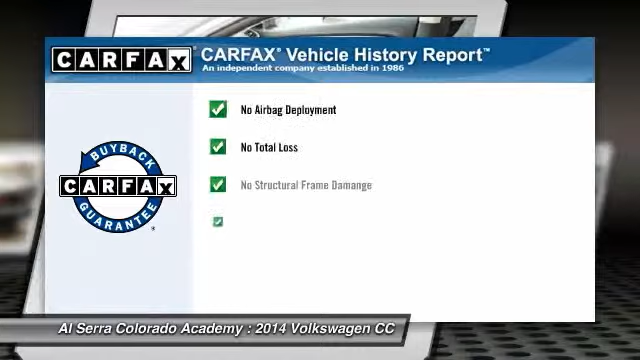 CARFAX® CARFAX® Vehicle History Report™
An independent company established in 1986
No Airbag Deployment
No Total Loss
BUYBACK
CARFAX
GUARANTEE®
No Structural Frame Damange
Al Serra Colorado Academy : 2014 Volkswagen CC